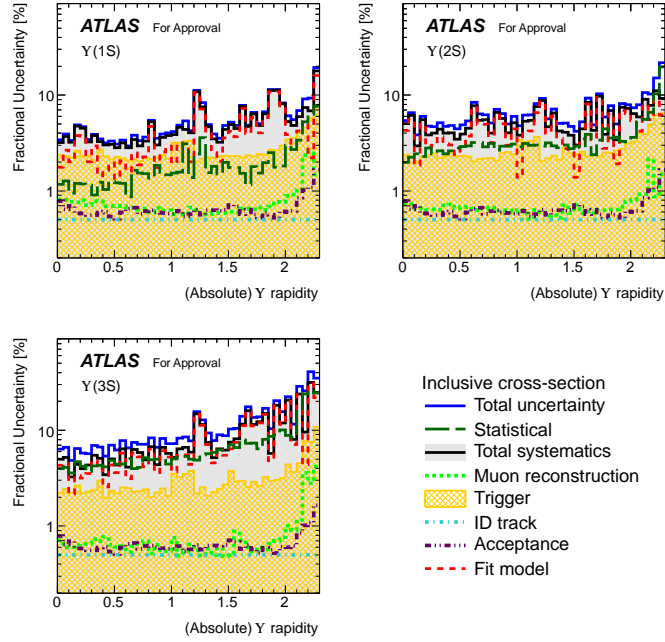 ATLAS For Approval
ϒ(1S)
Fractional Uncertainty [%]
10
1
0 0.5 1 1.5 2
(Absolute) ϒ rapidity
ATLAS For Approval
ϒ(2S)
Fractional Uncertainty [%]
10
1
0 0.5 1 1.5 2
(Absolute) ϒ rapidity
ATLAS For Approval
ϒ(3S)
Fractional Uncertainty [%]
10
1
0 0.5 1 1.5 2
(Absolute) ϒ rapidity
Inclusive cross-section
Total uncertainty
Statistical
Total systematics
Muon reconstruction
Trigger
ID track
Acceptance
Fit model